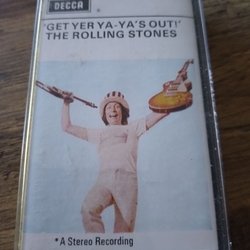 DECCA
'GET YER YA-YA'S OUT!'
THE ROLLING STONES
*A Stereo Recording